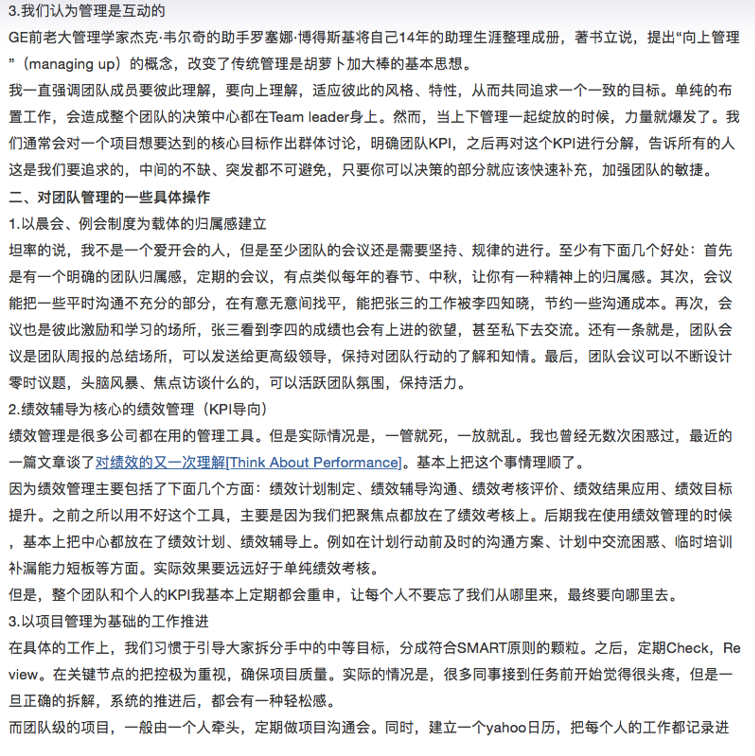 3.我们认为管理是互动的
GE前老大管理学家杰克·韦尔奇的助手罗塞娜·博得斯基将自己14年的助理生涯整理成册，著书立说，提出“向上管理
”（managing up）的概念，改变了传统管理是胡萝卜加大棒的基本思想。
我一直强调团队成员要彼此理解，要向上理解，适应彼此的风格、特性，从而共同追求一个一致的目标。单纯的布
置工作，会造成整个团队的决策中心都在Team leader身上。然而，当上下管理一起绽放的时候，力量就爆发了。我
们通常会对一个项目想要达到的核心目标作出群体讨论，明确团队KPI，之后再对这个KPI进行分解，告诉所有的人
这是我们要追求的，中间的不缺、突发都不可避免，只要你可以决策的部分就应该快速补充，加强团队的敏捷。
二、对团队管理的一些具体操作
1.以晨会、例会制度为载体的归属感建立
坦率的说，我不是一个爱开会的人，但是至少团队的会议还是需要坚持、规律的进行。至少有下面几个好处：首先
是有一个明确的团队归属感，定期的会议，有点类似每年的春节、中秋，让你有一种精神上的归属感。其次，会议
能把一些平时沟通不充分的部分，在有意无意间找平，能把张三的工作被李四知晓，节约一些沟通成本。再次，会
议也是彼此激励和学习的场所，张三看到李四的成绩也会有上进的欲望，甚至私下去交流。还有一条就是，团队会
议是团队周报的总结场所，可以发送给更高级领导，保持对团队行动的了解和知情。最后，团队会议可以不断设计
零时议题，头脑风暴、焦点访谈什么的，可以活跃团队氛围，保持活力。
2.绩效辅导为核心的绩效管理（KPI导向）
绩效管理是很多公司都在用的管理工具。但是实际情况是，一管就死，一放就乱。我也曾经无数次困惑过，最近的
一篇文章谈了对绩效的又一次理解[Think About Performance]。基本上把这个事情理顺了。
因为绩效管理主要包括了下面几个方面：绩效计划制定、绩效辅导沟通、绩效考核评价、绩效结果应用、绩效目标
提升。之前之所以用不好这个工具，主要是因为我们把聚焦点都放在了绩效考核上。后期我在使用绩效管理的时候
，基本上把中心都放在了绩效计划、绩效辅导上。例如在计划行动前及时的沟通方案、计划中交流困惑、临时培训
补漏能力短板等方面。实际效果要远远好于单纯绩效考核。
但是，整个团队和个人的KPI我基本上定期都会重申，让每个人不要忘了我们从哪里来，最终要向哪里去。
3.以项目管理为基础的工作推进
在具体的工作上，我们习惯于引导大家拆分手中的中等目标，分成符合SMART原则的颗粒。之后，定期Check，Re
view。在关键节点的把控极为重视，确保项目质量。实际的情况是，很多同事接到任务前开始觉得很头疼，但是一
旦正确的拆解，系统的推进后，都会有一种轻松感。
而团队级的项目，一般由一个人牵头，定期做项目沟通会。同时，建立一个yahoo日历，把每个人的工作都记录进